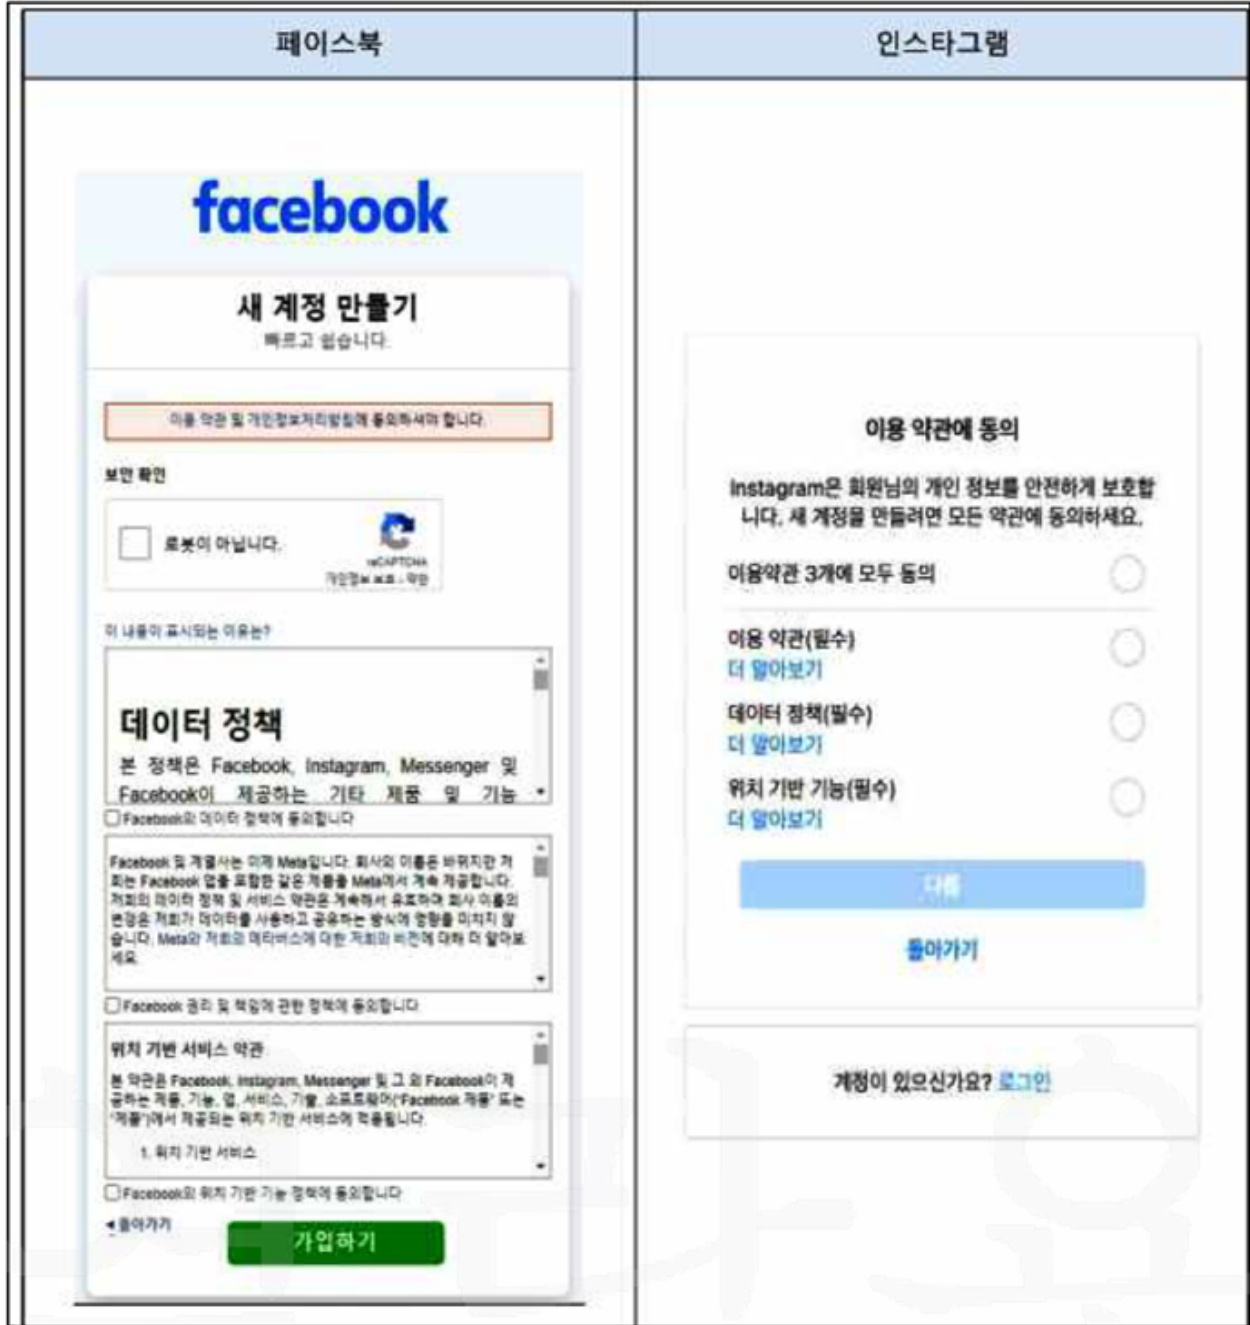 페이스북
인스타그램
facebook
새 계정 만들기
빠르고 쉽습니다.
이용 약관 및 개인정보처리방침에 동의하셔야 합니다.
보안 확인
로봇이 아닙니다.
reCAPTCHA
개인정보 보호 - 약관
이 내용이 표시되는 이유는?
데이터 정책
본 정책은 Facebook, Instagram, Messenger 및
Facebook이 제공하는 기타 제품 및 기능
Facebook의 데이터 정책에 동의합니다
Facebook 및 계열사는 이제 Meta입니다. 회사의 이름은 바뀌지만 저
희는 Facebook 앱을 포함한 같은 제품을 Meta에서 계속 제공합니다.
저희의 데이터 정책 및 서비스 약관은 계속해서 유효하며 회사 이름의
변경은 저희가 데이터를 사용하고 공유하는 방식에 영향을 미치지 않
습니다. Meta와 저희의 메타버스에 대한 저희의 비전에 대해 더 알아보
세요.
Facebook 권리 및 책임에 관한 정책에 동의합니다
위치 기반 서비스 약관
본 약관은 Facebook, Instagram, Messenger 및 그 외 Facebook이 제
공하는 제품, 기능, 앱, 서비스, 기술, 소프트웨어("Facebook 제품" 또는
"제품")에서 제공되는 위치 기반 서비스에 적용됩니다.
1. 위치 기반 서비스
Facebook의 위치 기반 기능 정책에 동의합니다
돌아가기
가입하기
이용 약관에 동의
Instagram은 회원님의 개인 정보를 안전하게 보호합
니다. 새 계정을 만들려면 모든 약관에 동의하세요.
이용약관 3개에 모두 동의
이용 약관(필수)
더 알아보기
데이터 정책(필수)
더 알아보기
위치 기반 기능(필수)
더 알아보기
다음
돌아가기
계정이 있으신가요? 로그인